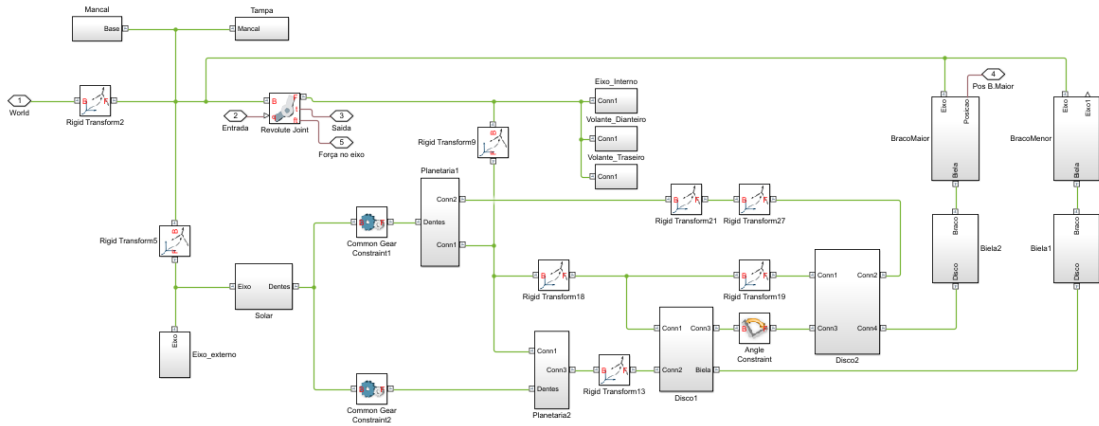 Mancal
Base
Tampa
Mancal
1
World
B
F
Rigid Transform2
2
Entrada
B
F
t
ft
Revolute Joint
3
Saida
5
Força no eixo
Eixo_Interno
Conn1
Volante_Dianteiro
Conn1
Volante_Traseiro
Conn1
4
Pos B.Maior
Eixo
Posicao
BracoMaior
Biela
Eixo
Eixo1
BracoMenor
Biela
Rigid Transform9
B
F
Planetaria1
Conn2
Dentes
Conn1
Common Gear
Constraint1
B
F
Rigid Transform21
B
F
Rigid Transform27
Rigid Transform5
B
F
Eixo
Dentes
Solar
Eixo
Eixo_externo
B
F
Rigid Transform18
B
F
Rigid Transform19
Conn1
Conn2
Conn3
Conn4
Disco2
Braco
Biela2
Disco
Braco
Biela1
Disco
Conn1
Conn3
Conn2
Biela
Disco1
Angle
Constraint
Conn1
Conn3
Dentes
Planetaria2
B
F
Rigid Transform13
Common Gear
Constraint2